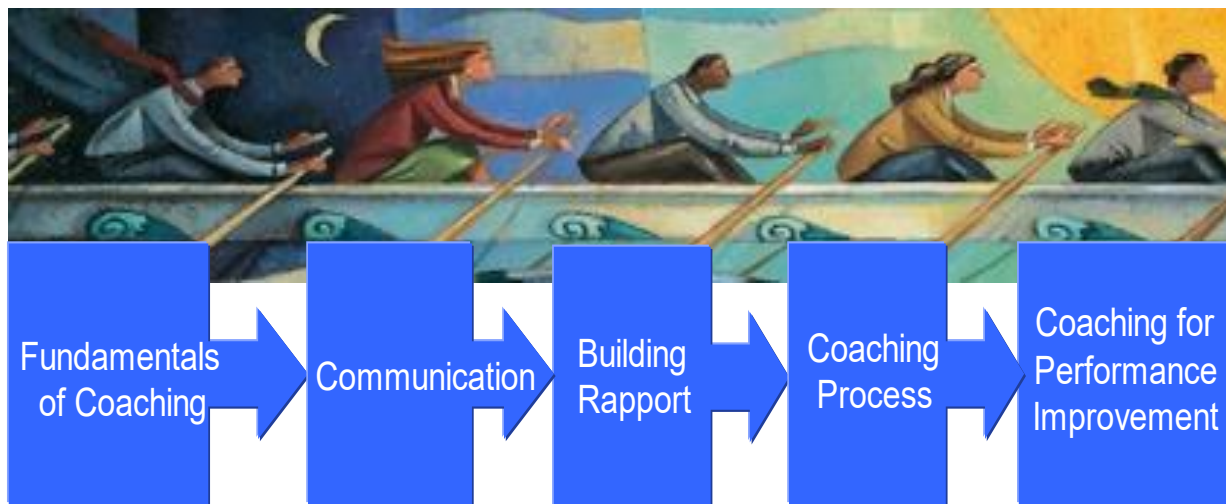 Fundamentals
of Coaching
Communication
Building
Rapport
Coaching
Process
Coaching for
Performance
Improvement